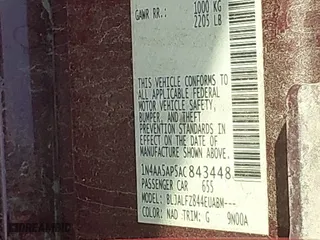 GAWR RR.: 1000 KG
2205 LB
THIS VEHICLE CONFORMS TO
ALL APPLICABLE FEDERAL
MOTOR VEHICLE SAFETY,
BUMPER, AND THEFT
PREVENTION STANDARDS
IN EFFECT ON THE DATE OF
MANUFACTURE SHOWN ABOVE.
1N4AA5AP5AC843448
PASSENGER CAR 655
MODEL: BLJALFZ844EUABM---
COLOR: NAD TRIM: G 9N00A